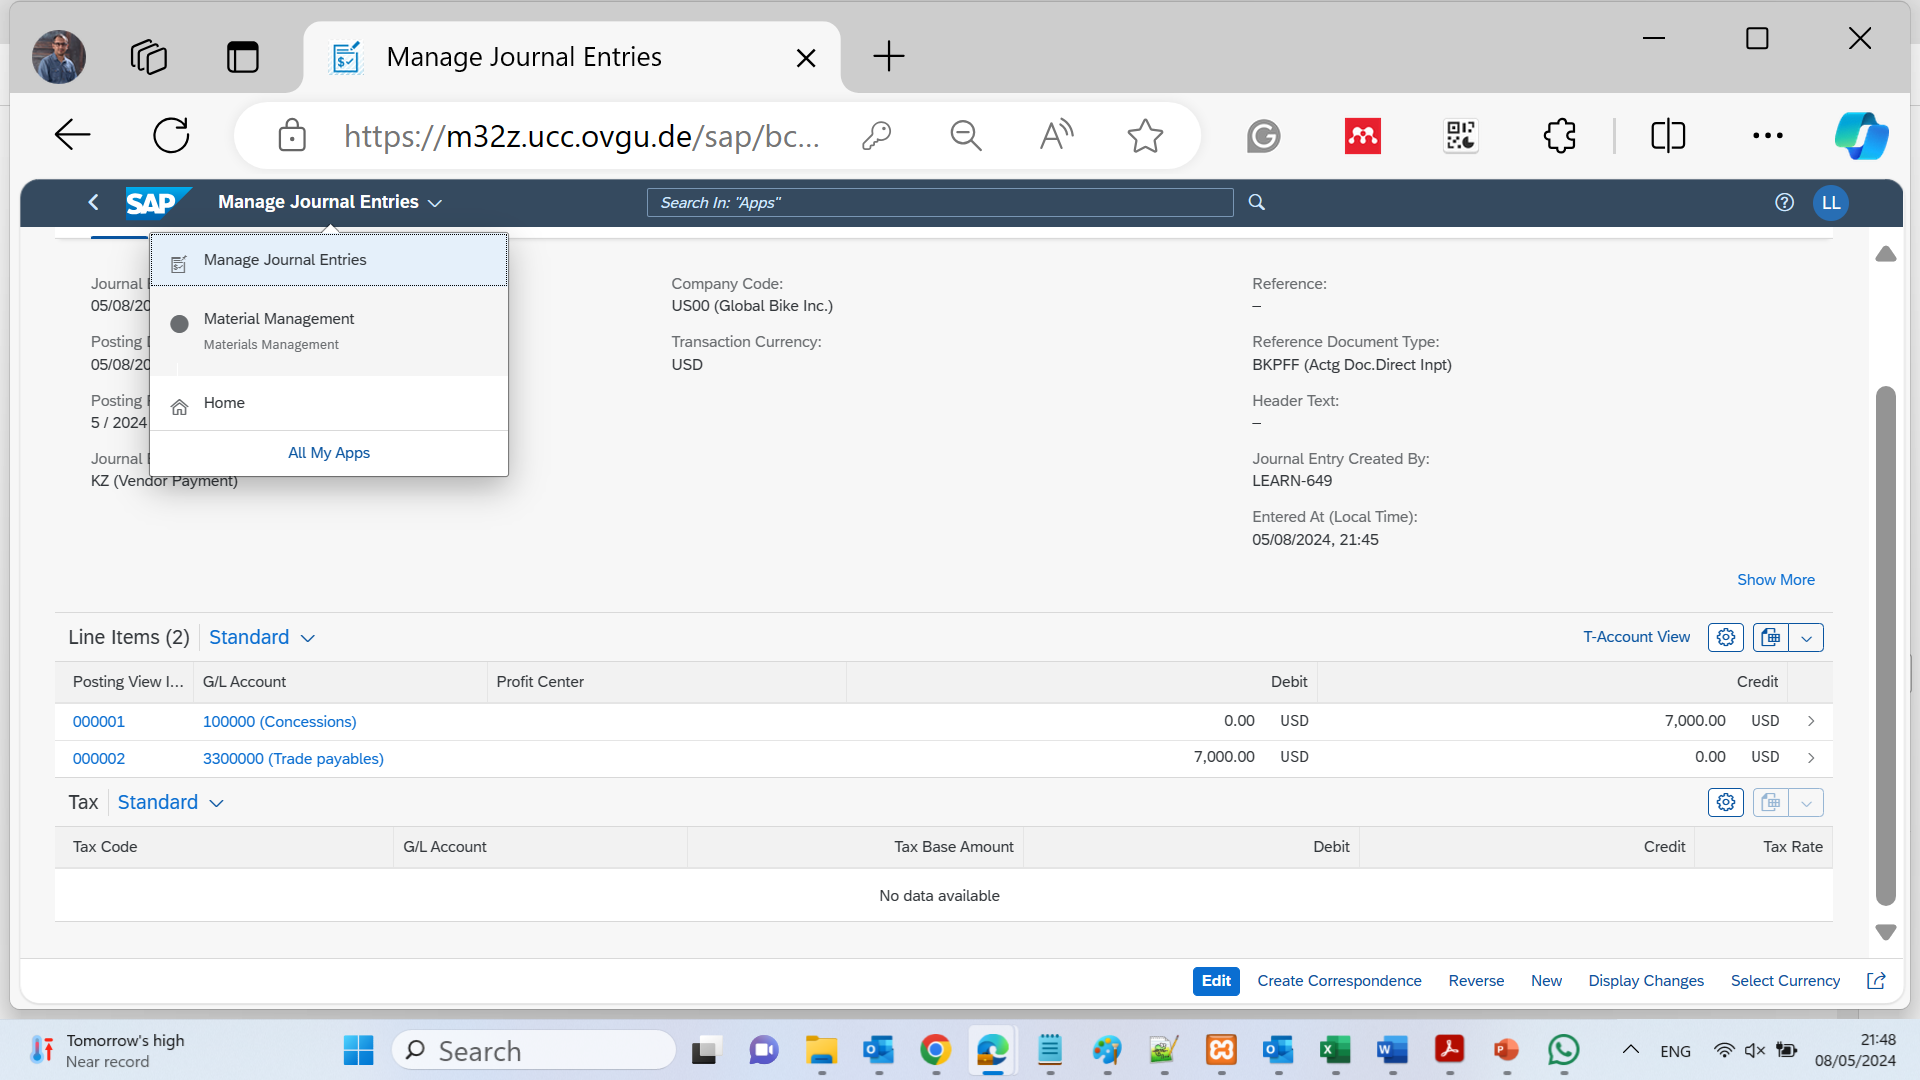 Manage Journal Entries
https://m32z.ucc.ovgu.de/sap/bc...
SAP Manage Journal Entries
Search In: "Apps"
LL
Manage Journal Entries
Material Management
Materials Management
Home
All My Apps
Journal
05/08/20
Posting
05/08/20
Posting
5 / 2024
Journal
KZ (Vendor Payment)
Company Code:
US00 (Global Bike Inc.)
Transaction Currency:
USD
Reference:
–
Reference Document Type:
BKPFF (Actg Doc.Direct Inpt)
Header Text:
–
Journal Entry Created By:
LEARN-649
Entered At (Local Time):
05/08/2024, 21:45
Show More
Line Items (2) Standard
T-Account View
Posting View I... G/L Account Profit Center Debit Credit
000001 100000 (Concessions) 0.00 USD 7,000.00 USD
000002 3300000 (Trade payables) 7,000.00 USD 0.00 USD
Tax Standard
Tax Code G/L Account Tax Base Amount Debit Credit Tax Rate
No data available
Edit Create Correspondence Reverse New Display Changes Select Currency
Tomorrow's high
Near record
Search
ENG
21:48
08/05/2024